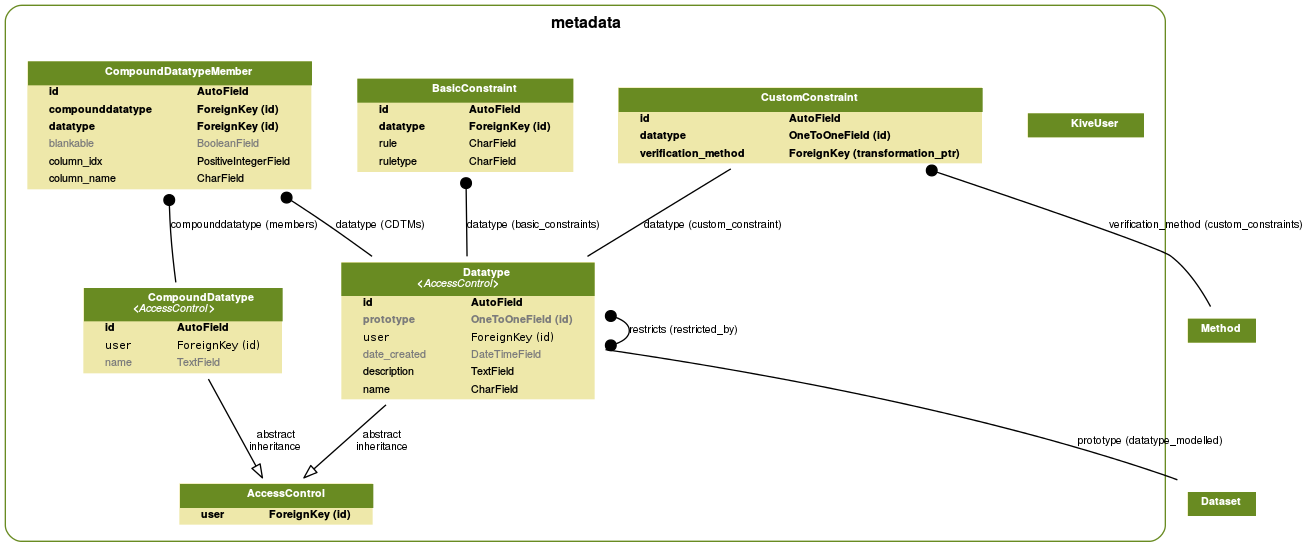 metadata
CompoundDatatypeMember
id AutoField
compounddatatype ForeignKey (id)
datatype ForeignKey (id)
blankable BooleanField
column_idx PositiveIntegerField
column_name CharField
BasicConstraint
id AutoField
datatype ForeignKey (id)
rule CharField
ruletype CharField
CustomConstraint
id AutoField
datatype OneToOneField (id)
verification_method ForeignKey (transformation_ptr)
KiveUser
compounddatatype (members)
datatype (CDTMs)
datatype (basic_constraints)
datatype (custom_constraint)
verification_method (custom_constraints)
CompoundDatatype
<AccessControl>
id AutoField
user ForeignKey (id)
name TextField
Datatype
<AccessControl>
id AutoField
prototype OneToOneField (id)
user ForeignKey (id)
date_created DateTimeField
description TextField
name CharField
restricts (restricted_by)
Method
abstract
inheritance
abstract
inheritance
prototype (datatype_modelled)
AccessControl
user ForeignKey (id)
Dataset